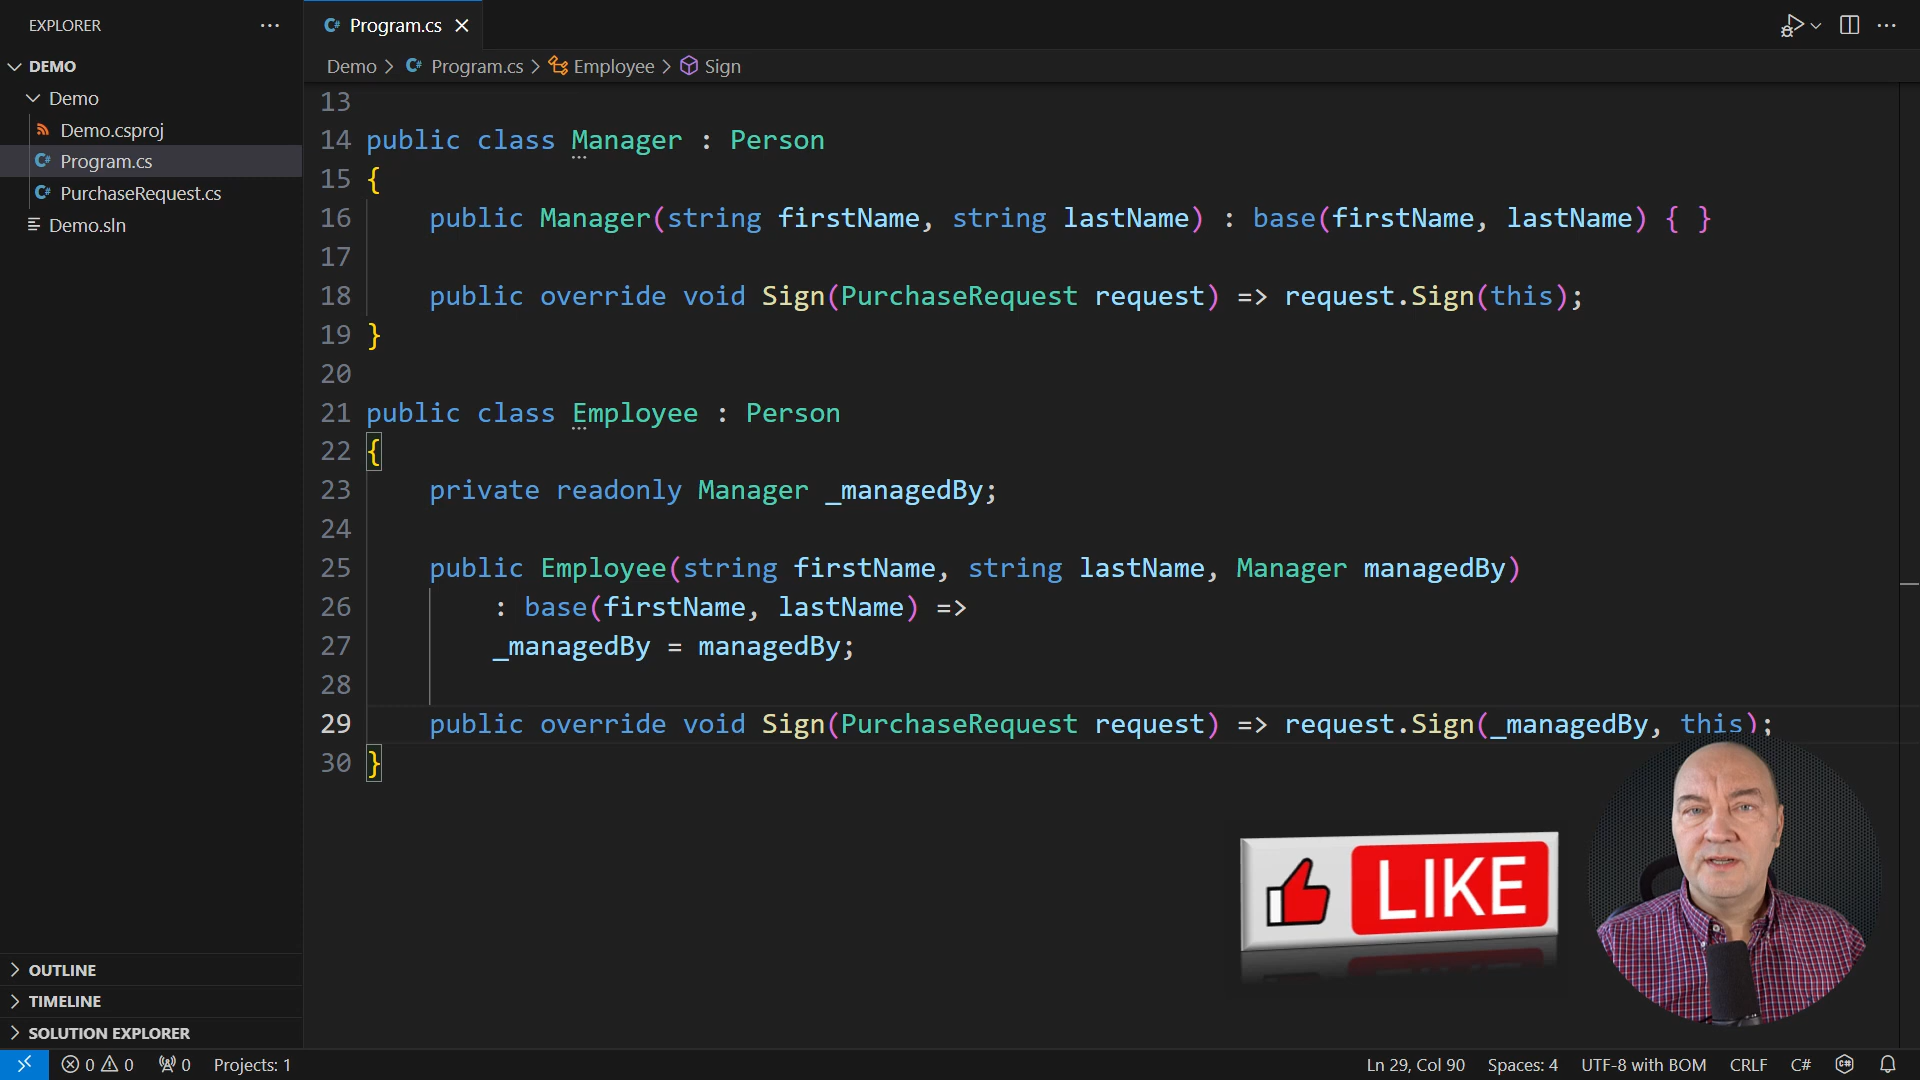 EXPLORER
DEMO
Demo
Demo.csproj
Program.cs
PurchaseRequest.cs
Demo.sln
OUTLINE
TIMELINE
SOLUTION EXPLORER
C# Program.cs
Demo > C# Program.cs > Employee > Sign
13
14 public class Manager : Person
15 {
16 public Manager(string firstName, string lastName) : base(firstName, lastName) { }
17
18 public override void Sign(PurchaseRequest request) => request.Sign(this);
19 }
20
21 public class Employee : Person
22 {
23 private readonly Manager _managedBy;
24
25 public Employee(string firstName, string lastName, Manager managedBy)
26 : base(firstName, lastName) =>
27 _managedBy = managedBy;
28
29 public override void Sign(PurchaseRequest request) => request.Sign(_managedBy, this);
30 }
LIKE
0 0 0 Projects: 1 Ln 29, Col 90 Spaces: 4 UTF-8 with BOM CRLF C#